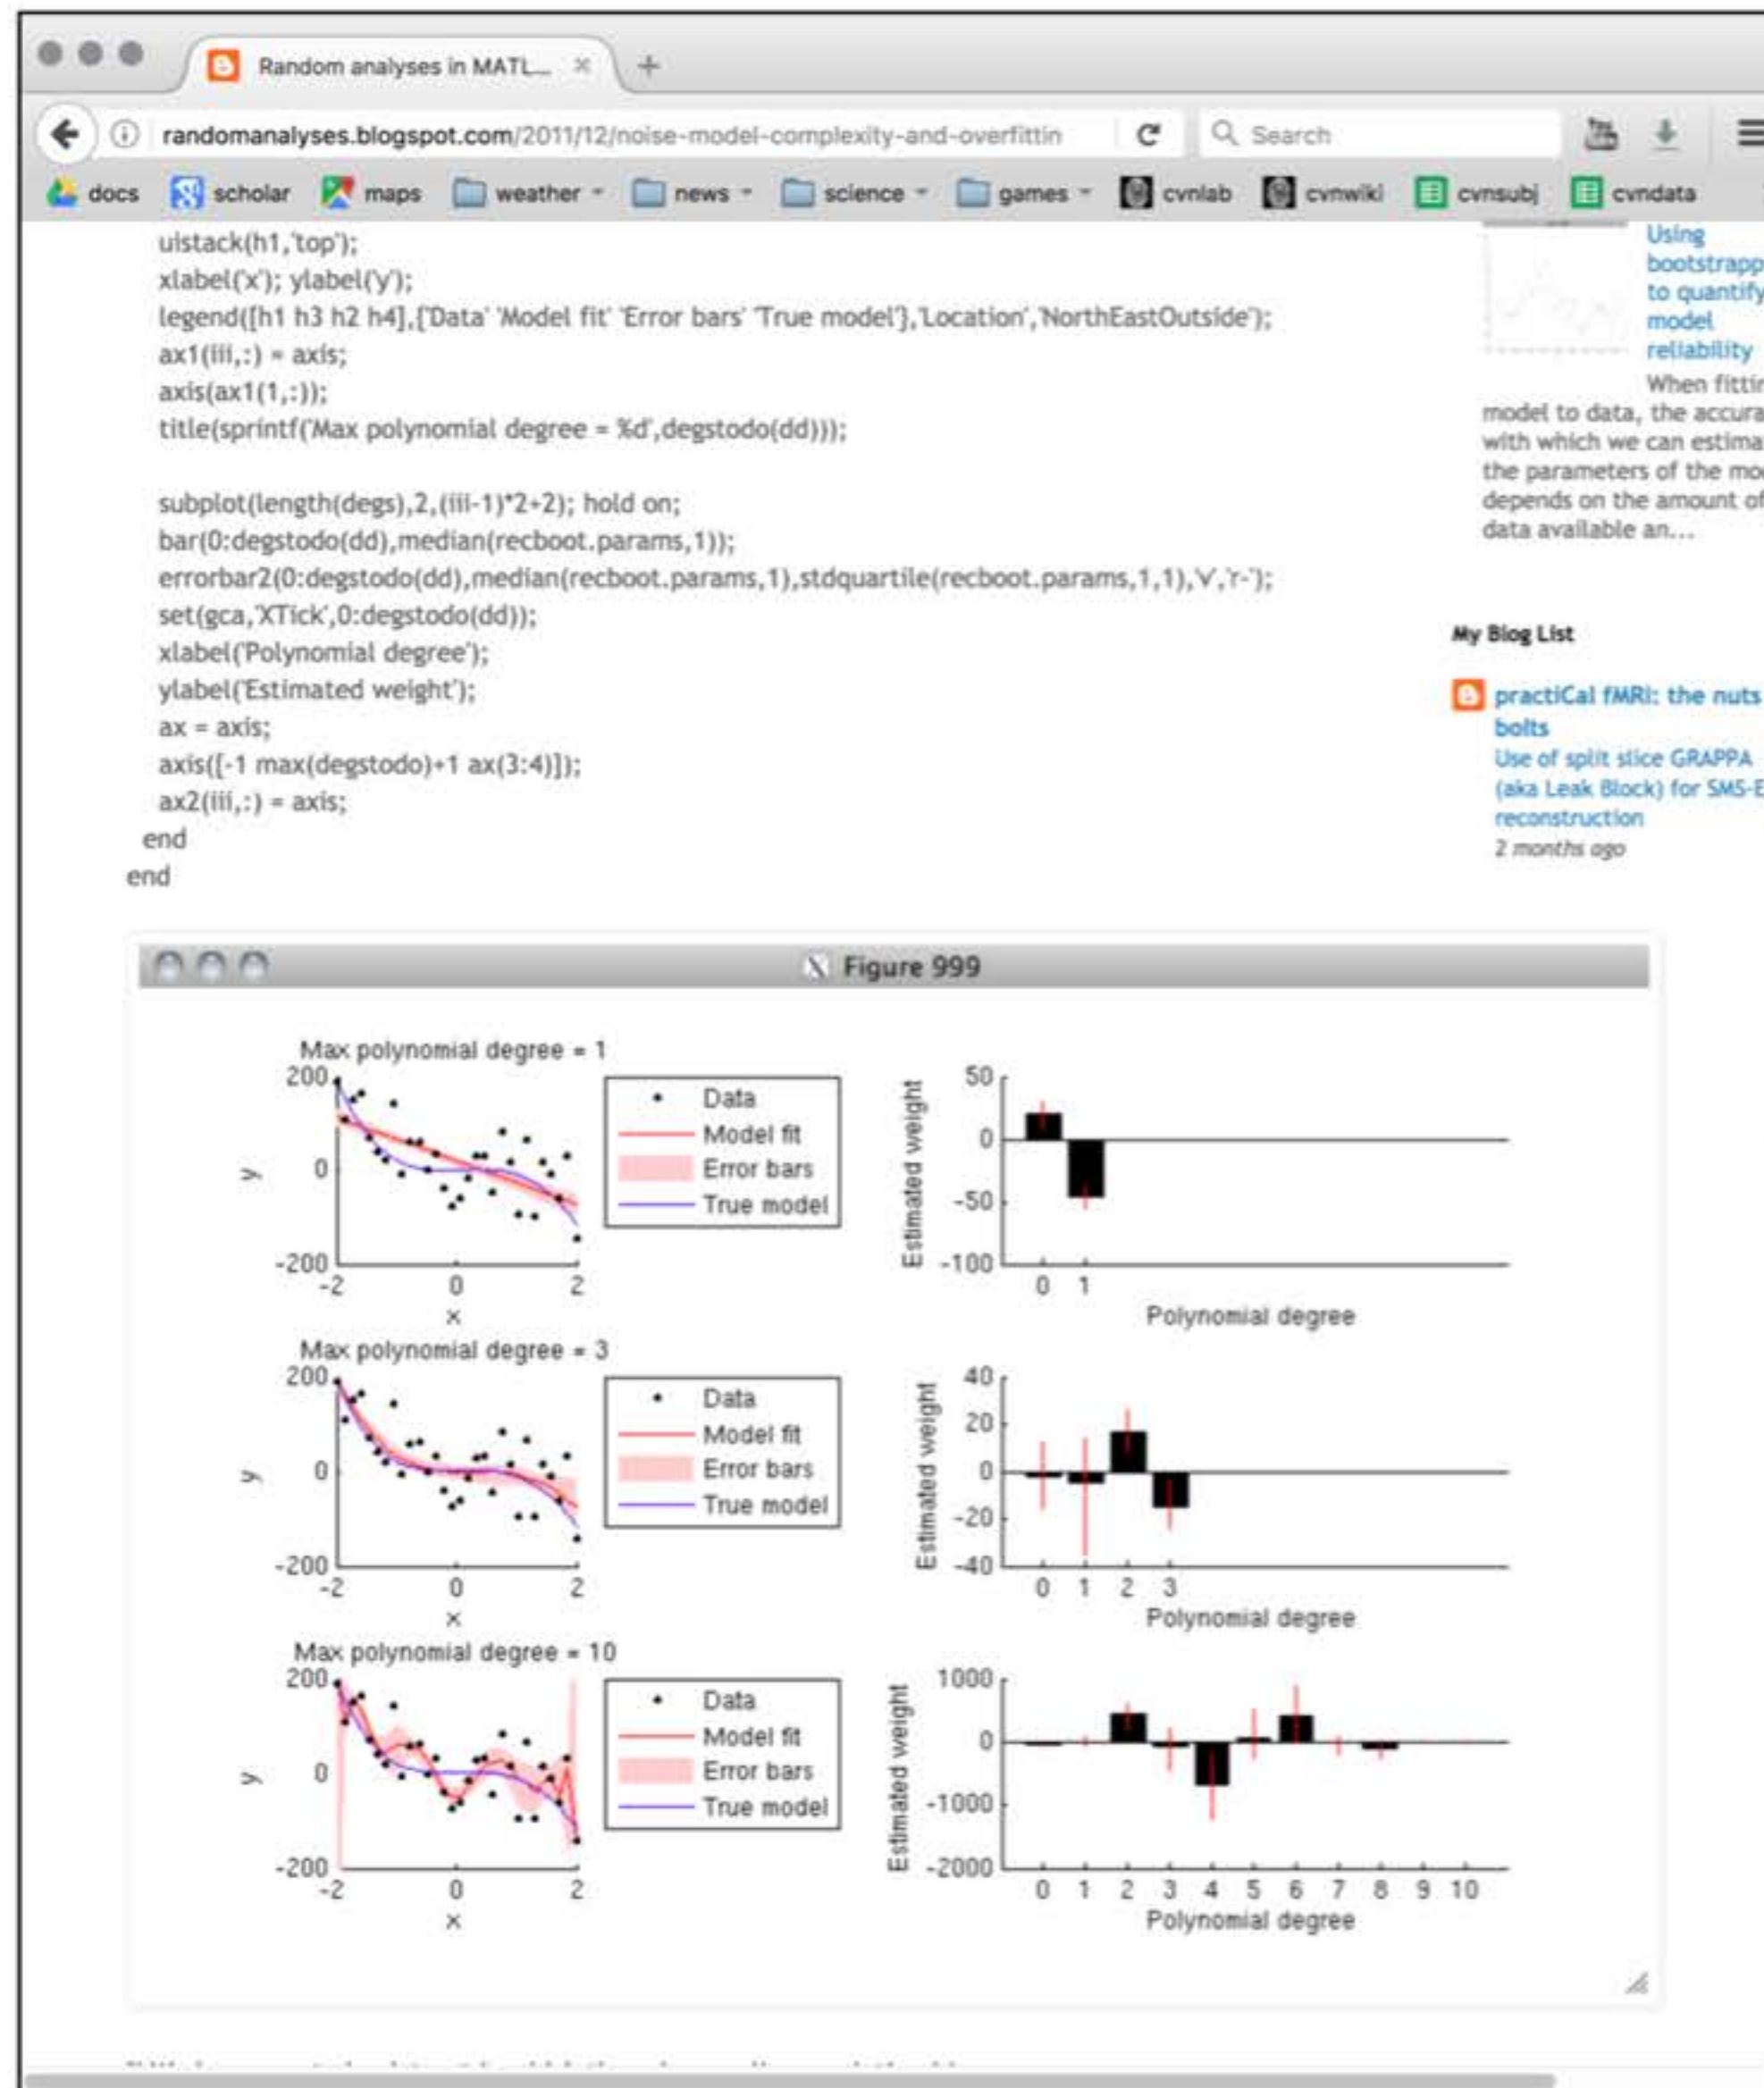 Random analyses in MATL...
randomanalyses.blogspot.com/2011/12/noise-model-complexity-and-overfittin
Search
docs scholar maps weather news science games cvnlab cvnwiki cvnsubj cvndata
uistack(h1,'top');
xlabel('x'); ylabel('y');
legend([h1 h3 h2 h4],{'Data' 'Model fit' 'Error bars' 'True model'},'Location','NorthEastOutside');
ax1(iii,:) = axis;
axis(ax1(1,:));
title(sprintf('Max polynomial degree = %d',degstodo(dd)));
subplot(length(degs),2,(iii-1)*2+2); hold on;
bar(0:degstodo(dd),median(recboot.params,1));
errorbar2(0:degstodo(dd),median(recboot.params,1),stdquartile(recboot.params,1,1),'v','r-');
set(gca,'XTick',0:degstodo(dd));
xlabel('Polynomial degree');
ylabel('Estimated weight');
ax = axis;
axis([-1 max(degstodo)+1 ax(3:4)]);
ax2(iii,:) = axis;
end
end
Using
bootstrapp
to quantify
model
reliability
When fittin
model to data, the accura
with which we can estima
the parameters of the mo
depends on the amount of
data available an...
My Blog List
practiCal fMRI: the nuts
bolts
Use of split slice GRAPPA
(aka Leak Block) for SMS-E
reconstruction
2 months ago
Figure 999
Max polynomial degree = 1
200
0
-200
-2 0 2
x
y
Data
Model fit
Error bars
True model
Estimated weight
50
0
-50
-100
0 1
Polynomial degree
Max polynomial degree = 3
200
0
-200
-2 0 2
x
y
Data
Model fit
Error bars
True model
Estimated weight
40
20
0
-20
-40
0 1 2 3
Polynomial degree
Max polynomial degree = 10
200
0
-200
-2 0 2
x
y
Data
Model fit
Error bars
True model
Estimated weight
1000
0
-1000
-2000
0 1 2 3 4 5 6 7 8 9 10
Polynomial degree